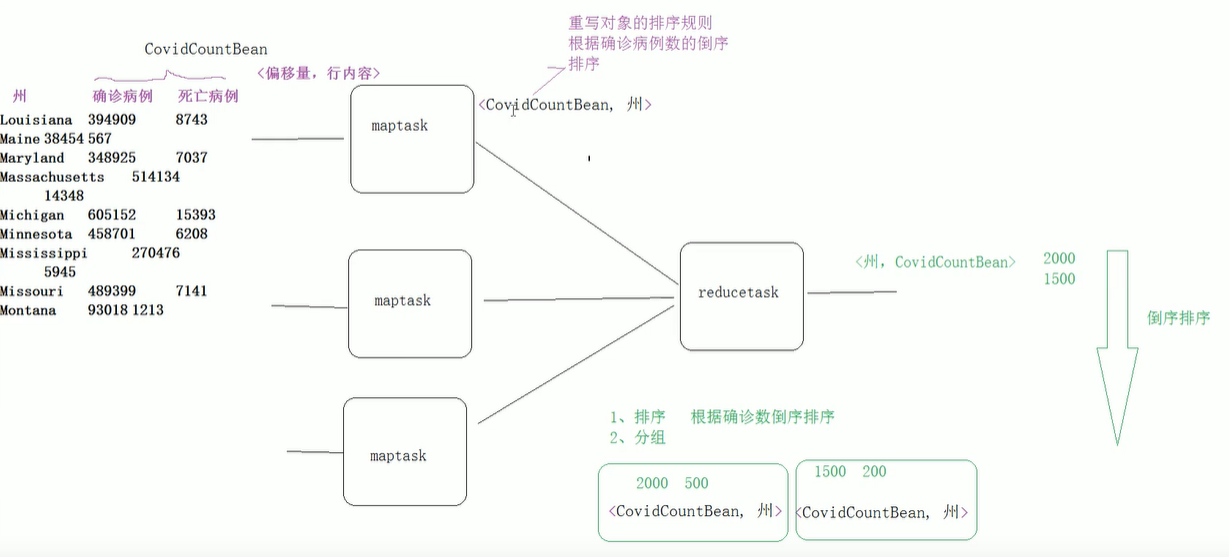 重写对象的排序规则
根据确诊病例数的倒序
排序
CovidCountBean
<偏移量, 行内容>
州 确诊病例 死亡病例
<CovidCountBean, 州>
Louisiana 394909 8743
Maine 38454 567
Maryland 348925 7037
Massachusetts 514134
14348
Michigan 605152 15393
Minnesota 458701 6208
Mississippi 270476
5945
Missouri 489399 7141
Montana 93018 1213
maptask
maptask
maptask
reducetask
<州, CovidCountBean>
2000
1500
倒序排序
1、排序 根据确诊数倒序排序
2、分组
2000 500
<CovidCountBean, 州>
1500 200
<CovidCountBean, 州>